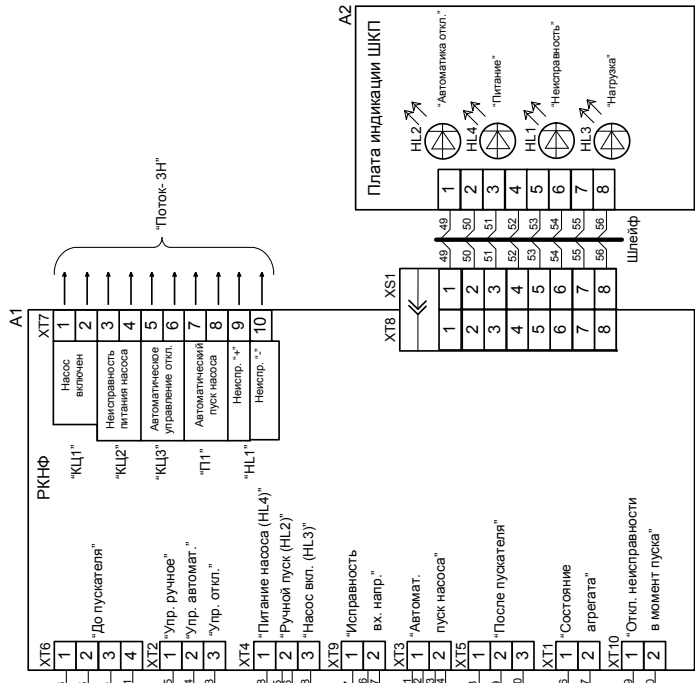 A1
РКНФ
XT7
1
2
3
4
5
6
7
8
9
10
Насос
включен
Неисправность
питания насоса
Автоматическое
управление откл.
Автоматический
пуск насоса
Неиспр. "+"
Неиспр. "-"
"КЦ1"
"КЦ2"
"КЦ3"
"П1"
"HL1"
"Поток- 3Н"
XT6
1
2
3
4
"До пускателя"
XT2
1
2
3
"Упр. ручное"
"Упр. автомат."
"Упр. откл."
XT4
1
2
3
"Питание насоса (HL4)"
"Ручной пуск (HL2)"
"Насос вкл. (HL3)"
XT9
1
2
"Исправность
вх. напр."
XT3
1
2
"Автомат.
пуск насоса"
XT5
1
2
3
"После пускателя"
XT1
1
2
"Состояние
агрегата"
XT10
1
2
"Откл. неисправности
в момент пуска"
XT8
1
2
3
4
5
6
7
8
XS1
1
2
3
4
5
6
7
8
49
50
51
52
53
54
55
56
49
50
51
52
53
54
55
56
Шлейф
A2
Плата индикации ШКП
1
2
3
4
5
6
7
8
HL2
"Автоматика откл."
HL4
"Питание"
HL1
"Неисправность"
HL3
"Нагрузка"